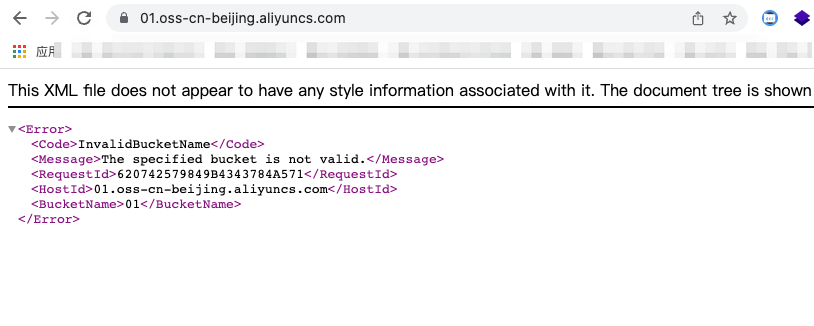 01.oss-cn-beijing.aliyuncs.com
应用
This XML file does not appear to have any style information associated with it. The document tree is shown
<Error>
<Code>InvalidBucketName</Code>
<Message>The specified bucket is not valid.</Message>
<RequestId>620742579849B4343784A571</RequestId>
<HostId>01.oss-cn-beijing.aliyuncs.com</HostId>
<BucketName>01</BucketName>
</Error>